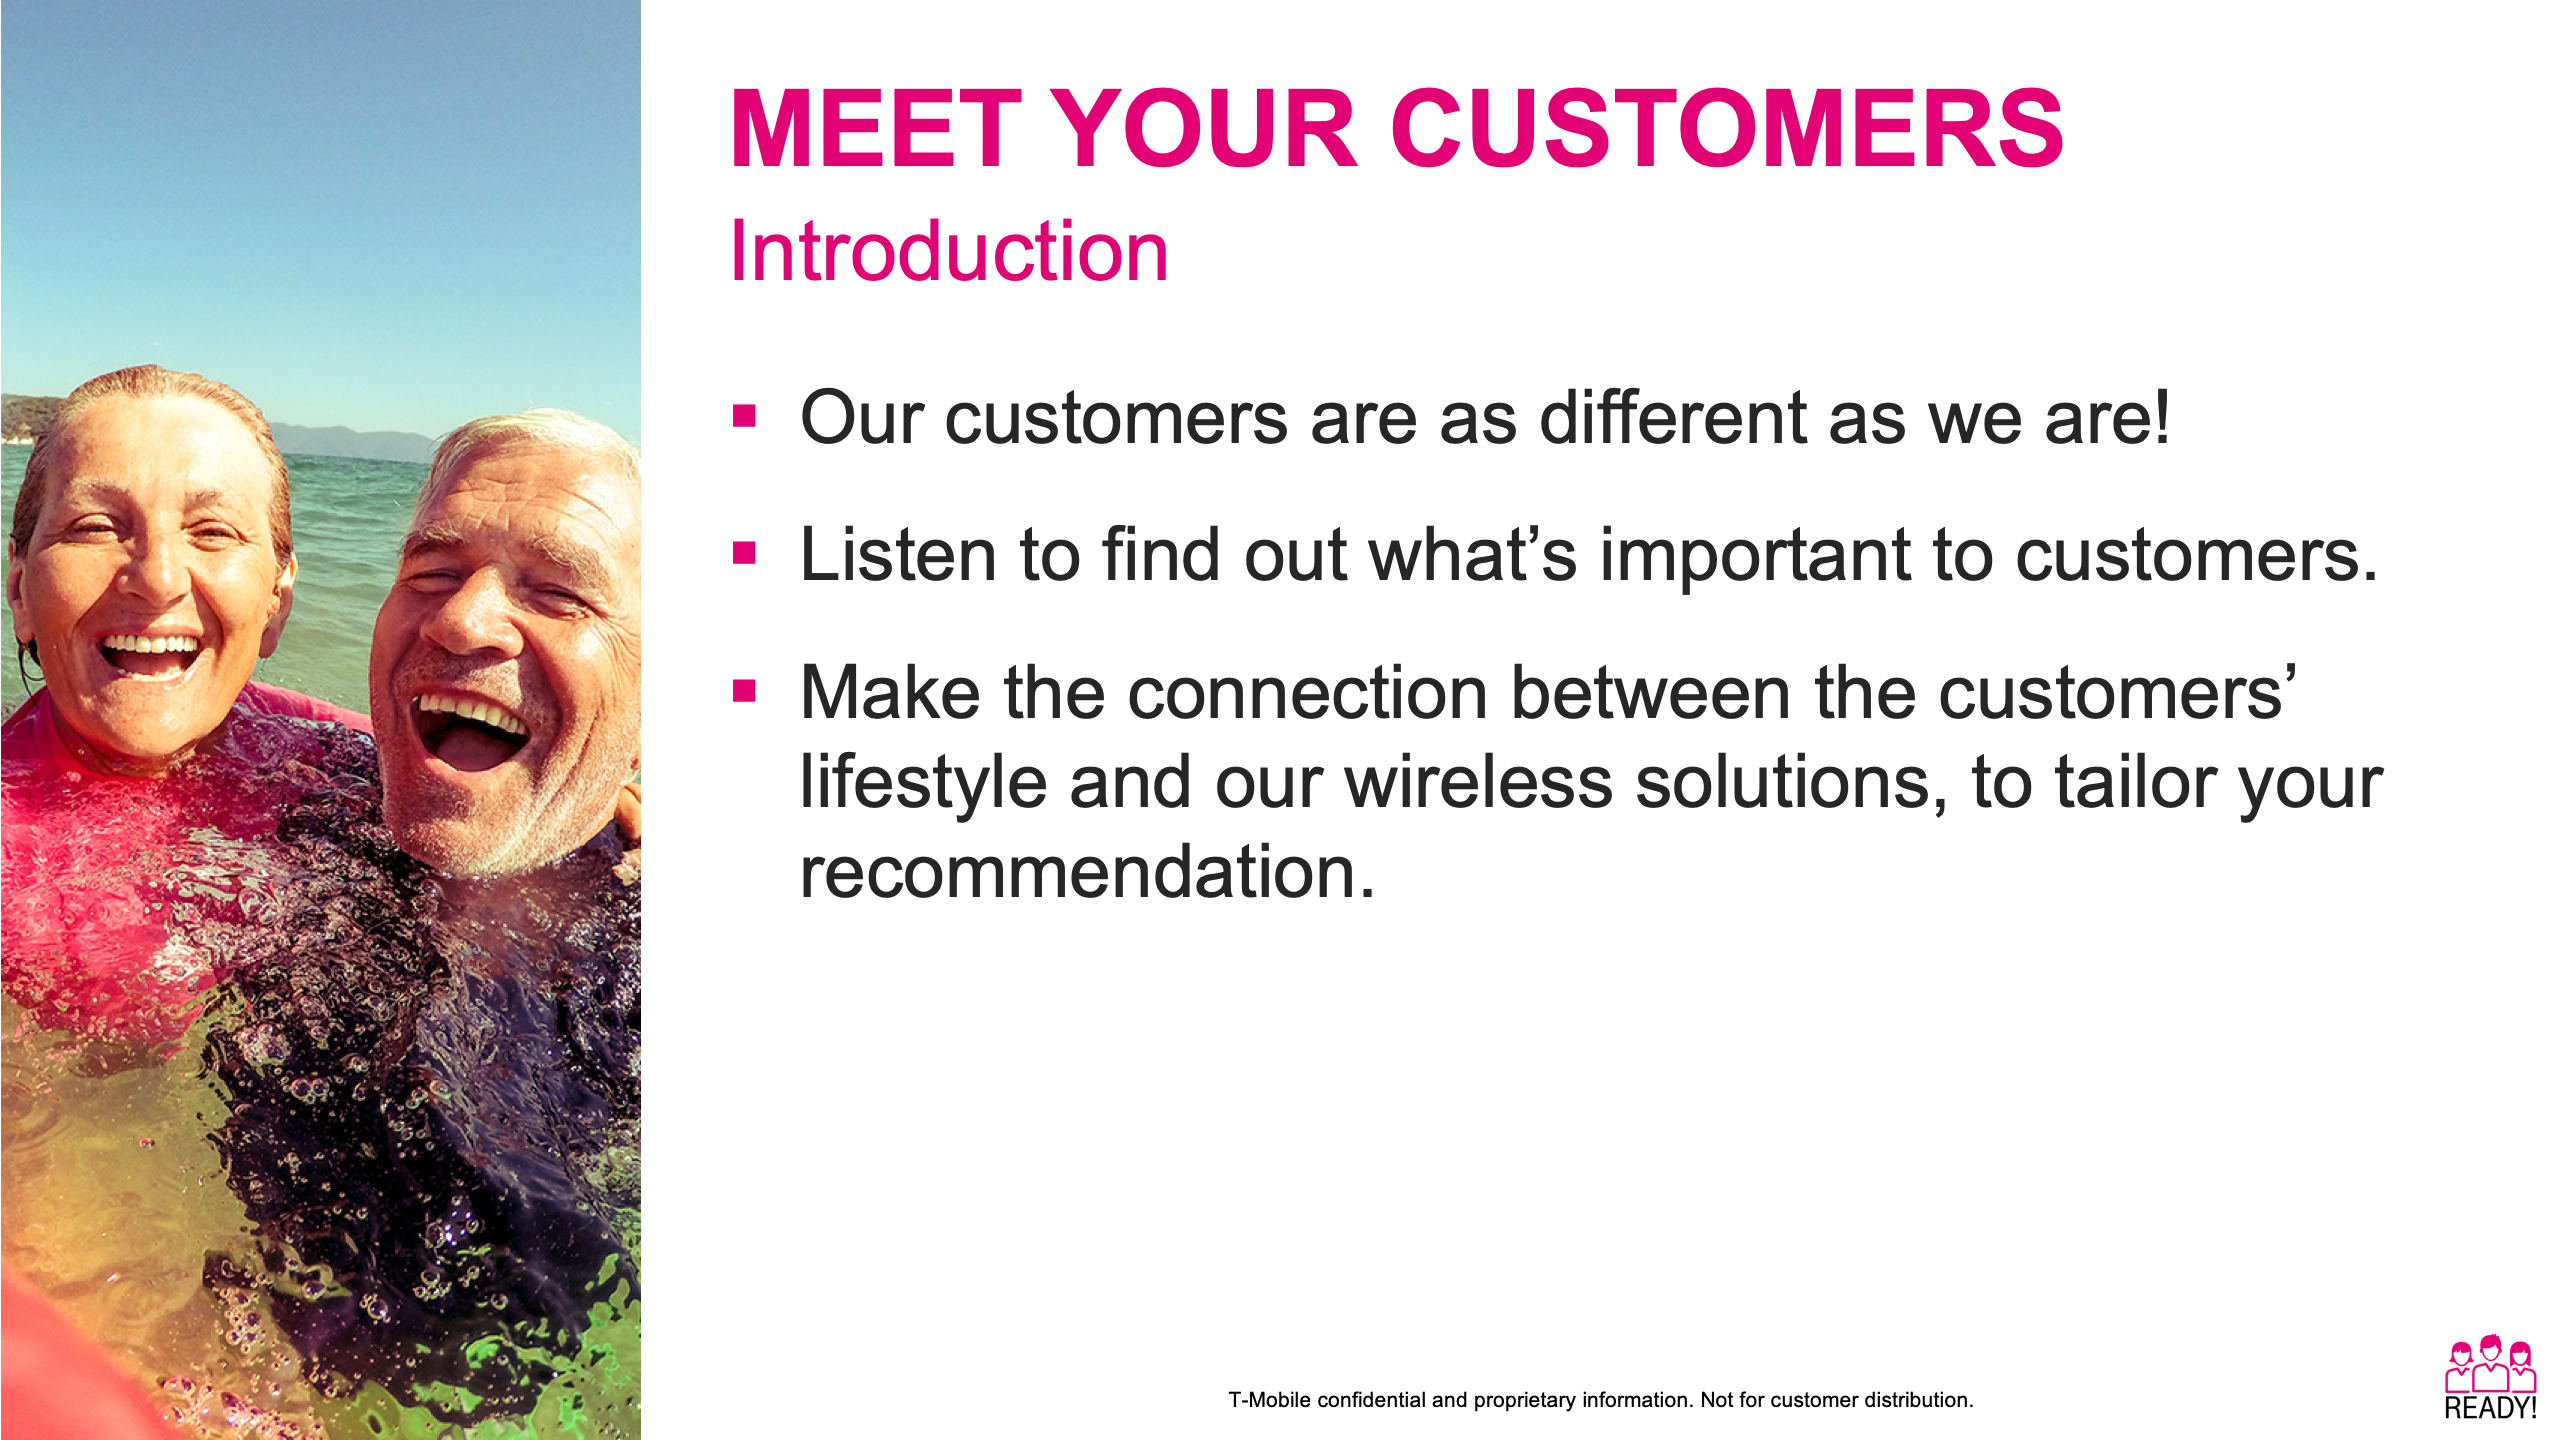 MEET YOUR CUSTOMERS
Introduction
▪ Our customers are as different as we are!
▪ Listen to find out what’s important to customers.
▪ Make the connection between the customers’
lifestyle and our wireless solutions, to tailor your
recommendation.
T-Mobile confidential and proprietary information. Not for customer distribution.
READY!